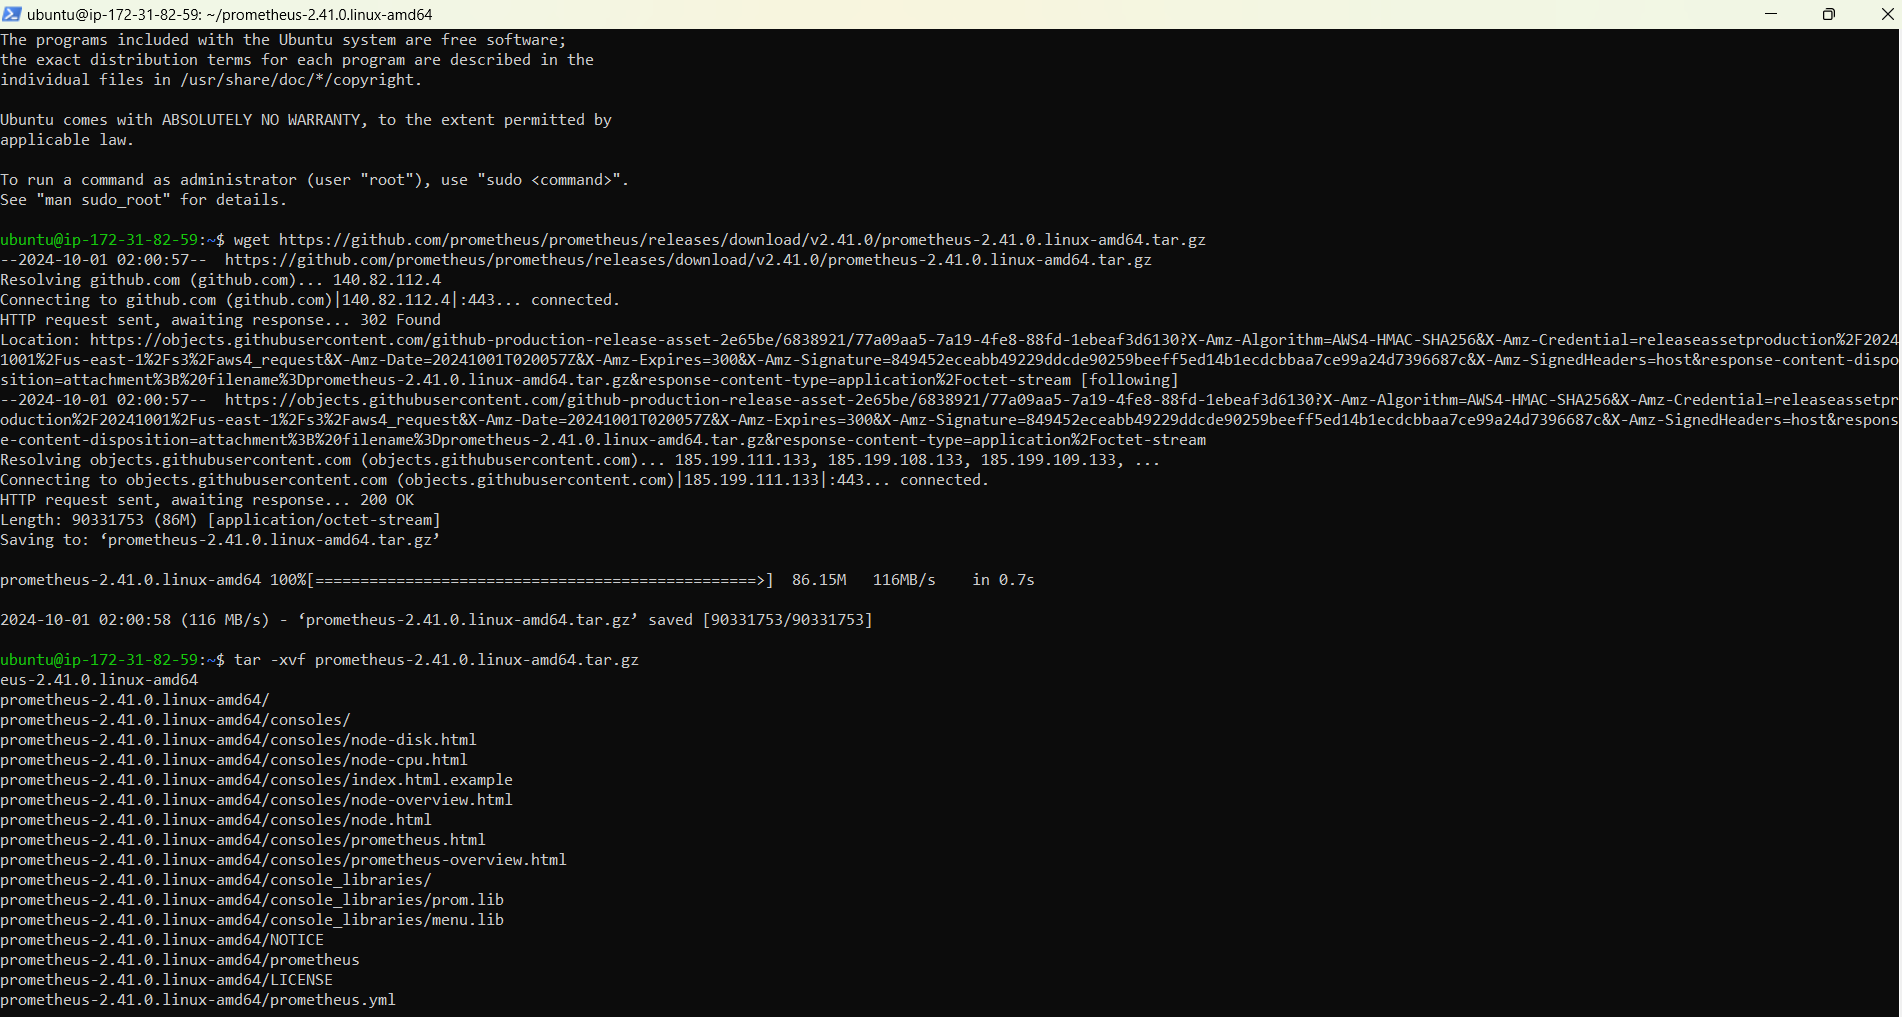 ubuntu@ip-172-31-82-59: ~/prometheus-2.41.0.linux-amd64
The programs included with the Ubuntu system are free software;
the exact distribution terms for each program are described in the
individual files in /usr/share/doc/*/copyright.
Ubuntu comes with ABSOLUTELY NO WARRANTY, to the extent permitted by
applicable law.
To run a command as administrator (user "root"), use "sudo <command>".
See "man sudo_root" for details.
ubuntu@ip-172-31-82-59:~$ wget https://github.com/prometheus/prometheus/releases/download/v2.41.0/prometheus-2.41.0.linux-amd64.tar.gz
--2024-10-01 02:00:57--  https://github.com/prometheus/prometheus/releases/download/v2.41.0/prometheus-2.41.0.linux-amd64.tar.gz
Resolving github.com (github.com)... 140.82.112.4
Connecting to github.com (github.com)|140.82.112.4|:443... connected.
HTTP request sent, awaiting response... 302 Found
Location: https://objects.githubusercontent.com/github-production-release-asset-2e65be/6838921/77a09aa5-7a19-4fe8-88fd-1ebeaf3d6130?X-Amz-Algorithm=AWS4-HMAC-SHA256&X-Amz-Credential=releaseassetproduction%2F2024
1001%2Fus-east-1%2Fs3%2Faws4_request&X-Amz-Date=20241001T020057Z&X-Amz-Expires=300&X-Amz-Signature=849452eceabb49229ddcde90259beeff5ed14b1ecdcbbaa7ce99a24d7396687c&X-Amz-SignedHeaders=host&response-content-dispo
sition=attachment%3B%20filename%3Dprometheus-2.41.0.linux-amd64.tar.gz&response-content-type=application%2Foctet-stream [following]
--2024-10-01 02:00:57--  https://objects.githubusercontent.com/github-production-release-asset-2e65be/6838921/77a09aa5-7a19-4fe8-88fd-1ebeaf3d6130?X-Amz-Algorithm=AWS4-HMAC-SHA256&X-Amz-Credential=releaseassetpr
oduction%2F20241001%2Fus-east-1%2Fs3%2Faws4_request&X-Amz-Date=20241001T020057Z&X-Amz-Expires=300&X-Amz-Signature=849452eceabb49229ddcde90259beeff5ed14b1ecdcbbaa7ce99a24d7396687c&X-Amz-SignedHeaders=host&respons
e-content-disposition=attachment%3B%20filename%3Dprometheus-2.41.0.linux-amd64.tar.gz&response-content-type=application%2Foctet-stream
Resolving objects.githubusercontent.com (objects.githubusercontent.com)... 185.199.111.133, 185.199.108.133, 185.199.109.133, ...
Connecting to objects.githubusercontent.com (objects.githubusercontent.com)|185.199.111.133|:443... connected.
HTTP request sent, awaiting response... 200 OK
Length: 90331753 (86M) [application/octet-stream]
Saving to: ‘prometheus-2.41.0.linux-amd64.tar.gz’
prometheus-2.41.0.linux-amd64 100%[=================================================>]  86.15M   116MB/s    in 0.7s
2024-10-01 02:00:58 (116 MB/s) - ‘prometheus-2.41.0.linux-amd64.tar.gz’ saved [90331753/90331753]
ubuntu@ip-172-31-82-59:~$ tar -xvf prometheus-2.41.0.linux-amd64.tar.gz
eus-2.41.0.linux-amd64
prometheus-2.41.0.linux-amd64/
prometheus-2.41.0.linux-amd64/consoles/
prometheus-2.41.0.linux-amd64/consoles/node-disk.html
prometheus-2.41.0.linux-amd64/consoles/node-cpu.html
prometheus-2.41.0.linux-amd64/consoles/index.html.example
prometheus-2.41.0.linux-amd64/consoles/node-overview.html
prometheus-2.41.0.linux-amd64/consoles/node.html
prometheus-2.41.0.linux-amd64/consoles/prometheus.html
prometheus-2.41.0.linux-amd64/consoles/prometheus-overview.html
prometheus-2.41.0.linux-amd64/console_libraries/
prometheus-2.41.0.linux-amd64/console_libraries/prom.lib
prometheus-2.41.0.linux-amd64/console_libraries/menu.lib
prometheus-2.41.0.linux-amd64/NOTICE
prometheus-2.41.0.linux-amd64/prometheus
prometheus-2.41.0.linux-amd64/LICENSE
prometheus-2.41.0.linux-amd64/prometheus.yml